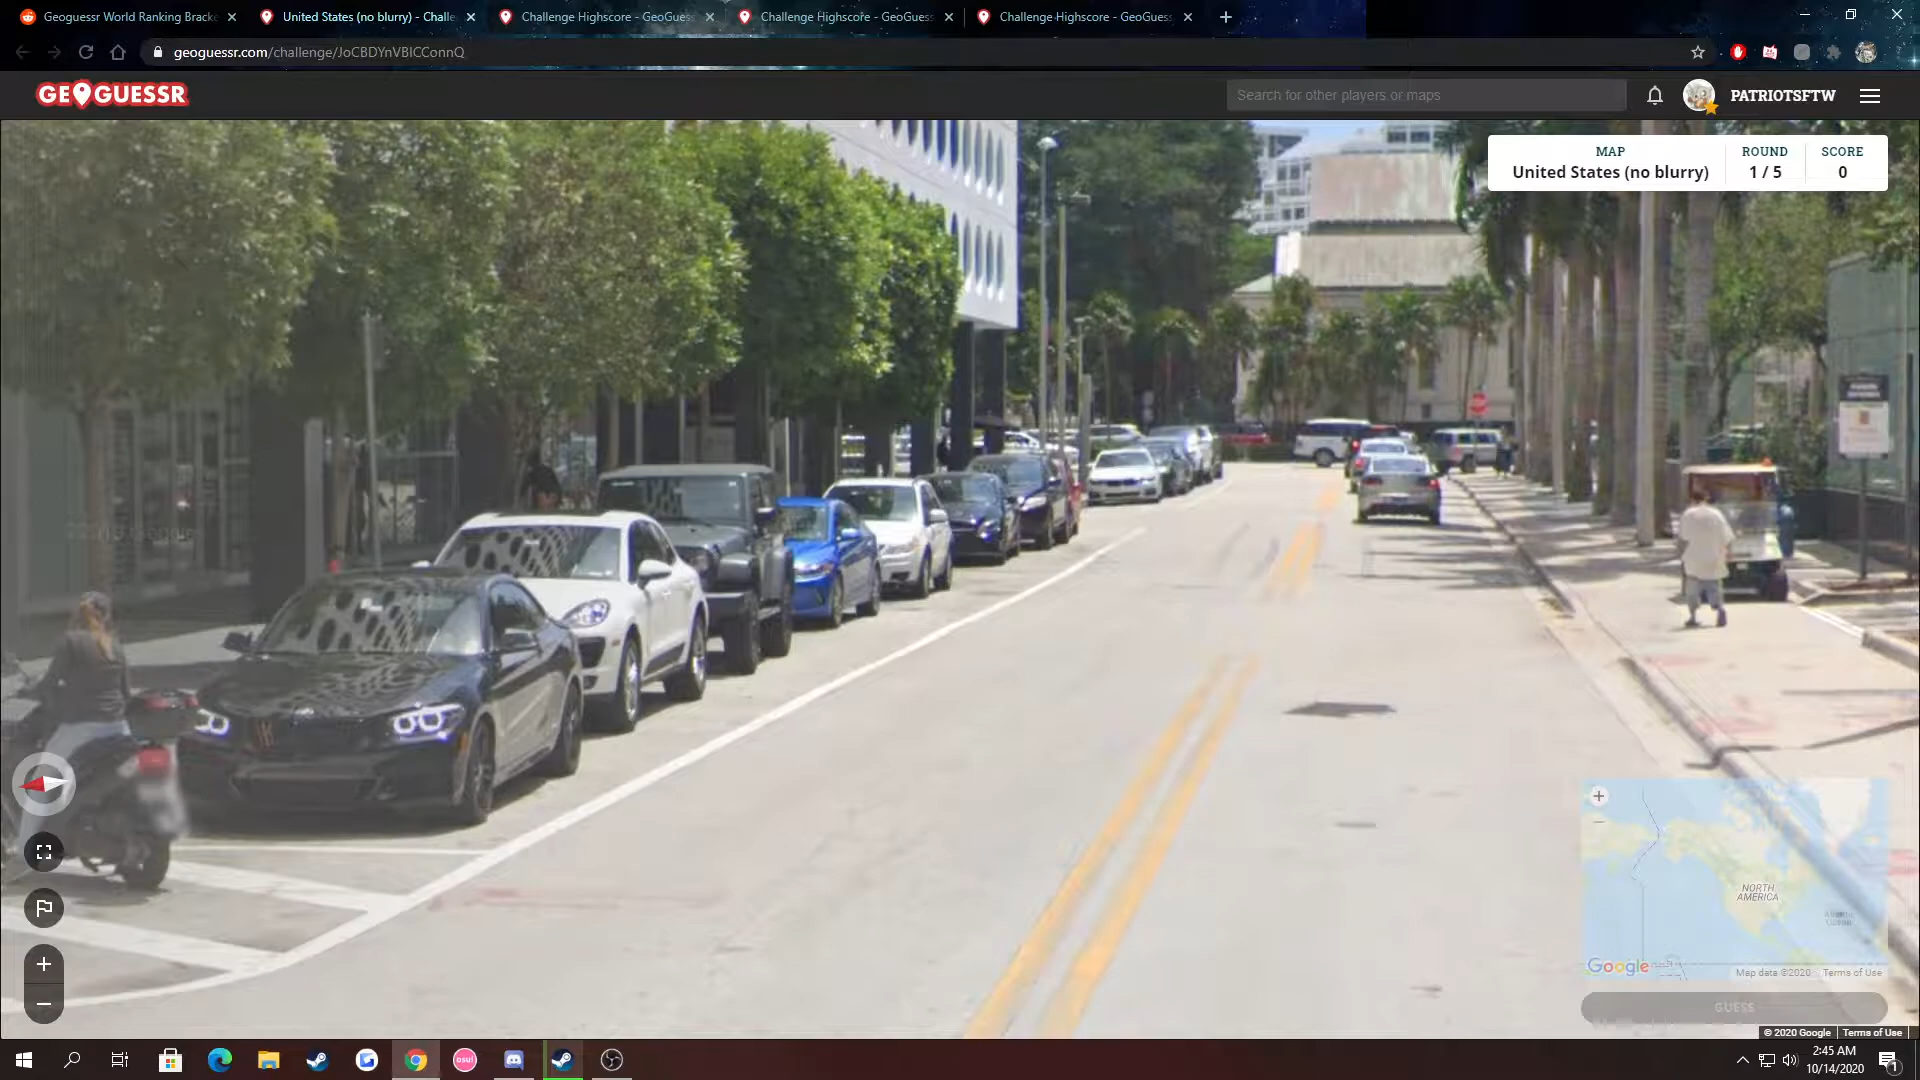 Geoguessr World Ranking Bracke
United States (no blurry) - Challe
Challenge Highscore - GeoGuess
Challenge Highscore - GeoGuess
Challenge Highscore - GeoGuess
geoguessr.com/challenge/JoCBDYnVBlCConnQ
GEOGUESSR
Search for other players or maps
PATRIOTSFTW
MAP
United States (no blurry)
ROUND
1 / 5
SCORE
0
NORTH
AMERICA
Google
Map data ©2020
Terms of Use
GUESS
© 2020 Google
Terms of Use
osu!
2:45 AM
10/14/2020
1